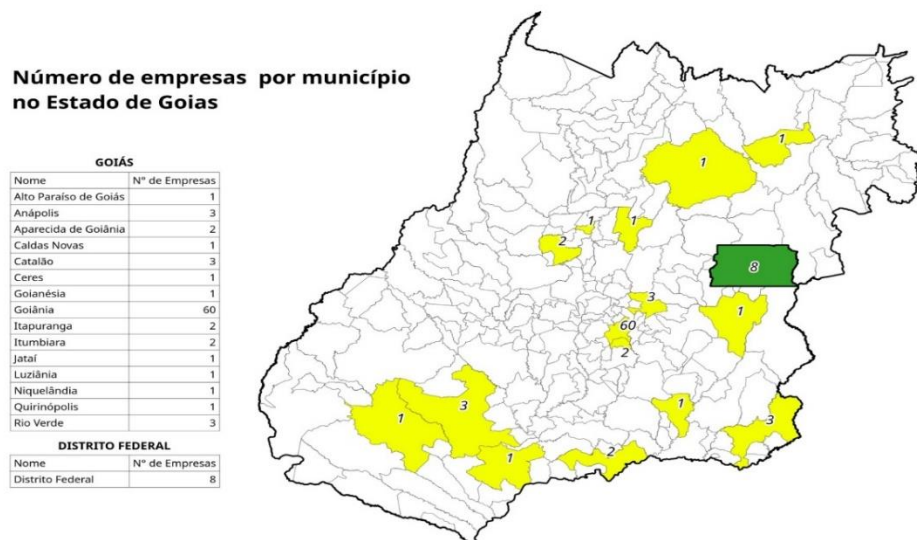 Número de empresas por município
no Estado de Goias
GOIÁS
Nome N° de Empresas
Alto Paraíso de Goiás 1
Anápolis 3
Aparecida de Goiânia 2
Caldas Novas 1
Catalão 3
Ceres 1
Goianésia 1
Goiânia 60
Itapuranga 2
Itumbiara 2
Jataí 1
Luziânia 1
Niquelândia 1
Quirinópolis 1
Rio Verde 3
DISTRITO FEDERAL
Nome N° de Empresas
Distrito Federal 8
1
1
1
1
2
8
3
1
60
2
1
3
1
3
2
1